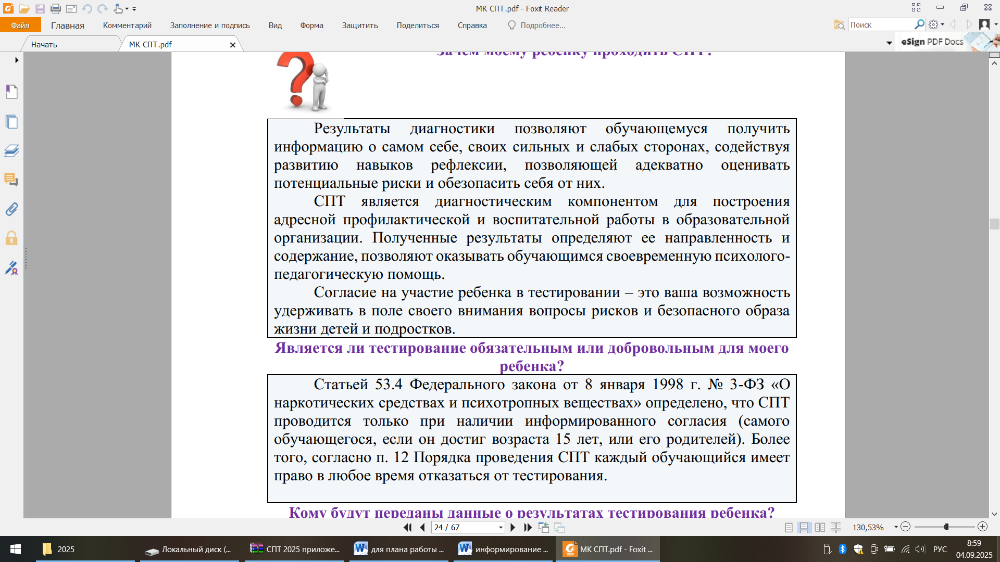 МК СПТ.pdf - Foxit Reader
Файл Главная Комментарий Заполнение и подпись Вид Форма Защитить Поделиться Справка Подробнее... Поиск
Начать МК СПТ.pdf eSign PDF Docs
Зачем моему ребенку проходить СПТ?
Результаты диагностики позволяют обучающемуся получить
информацию о самом себе, своих сильных и слабых сторонах, содействуя
развитию навыков рефлексии, позволяющей адекватно оценивать
потенциальные риски и обезопасить себя от них.
СПТ является диагностическим компонентом для построения
адресной профилактической и воспитательной работы в образовательной
организации. Полученные результаты определяют ее направленность и
содержание, позволяют оказывать обучающимся своевременную психолого-
педагогическую помощь.
Согласие на участие ребенка в тестировании – это ваша возможность
удерживать в поле своего внимания вопросы рисков и безопасного образа
жизни детей и подростков.
Является ли тестирование обязательным или добровольным для моего
ребенка?
Статьей 53.4 Федерального закона от 8 января 1998 г. № 3-ФЗ «О
наркотических средствах и психотропных веществах» определено, что СПТ
проводится только при наличии информированного согласия (самого
обучающегося, если он достиг возраста 15 лет, или его родителей). Более
того, согласно п. 12 Порядка проведения СПТ каждый обучающийся имеет
право в любое время отказаться от тестирования.
Кому будут переданы данные о результатах тестирования ребенка?
24 / 67 130,53%
2025 Локальный диск (... СПТ 2025 приложе... для плана работы ... информирование ... МК СПТ.pdf - Foxit ... РУС 8:59
04.09.2025